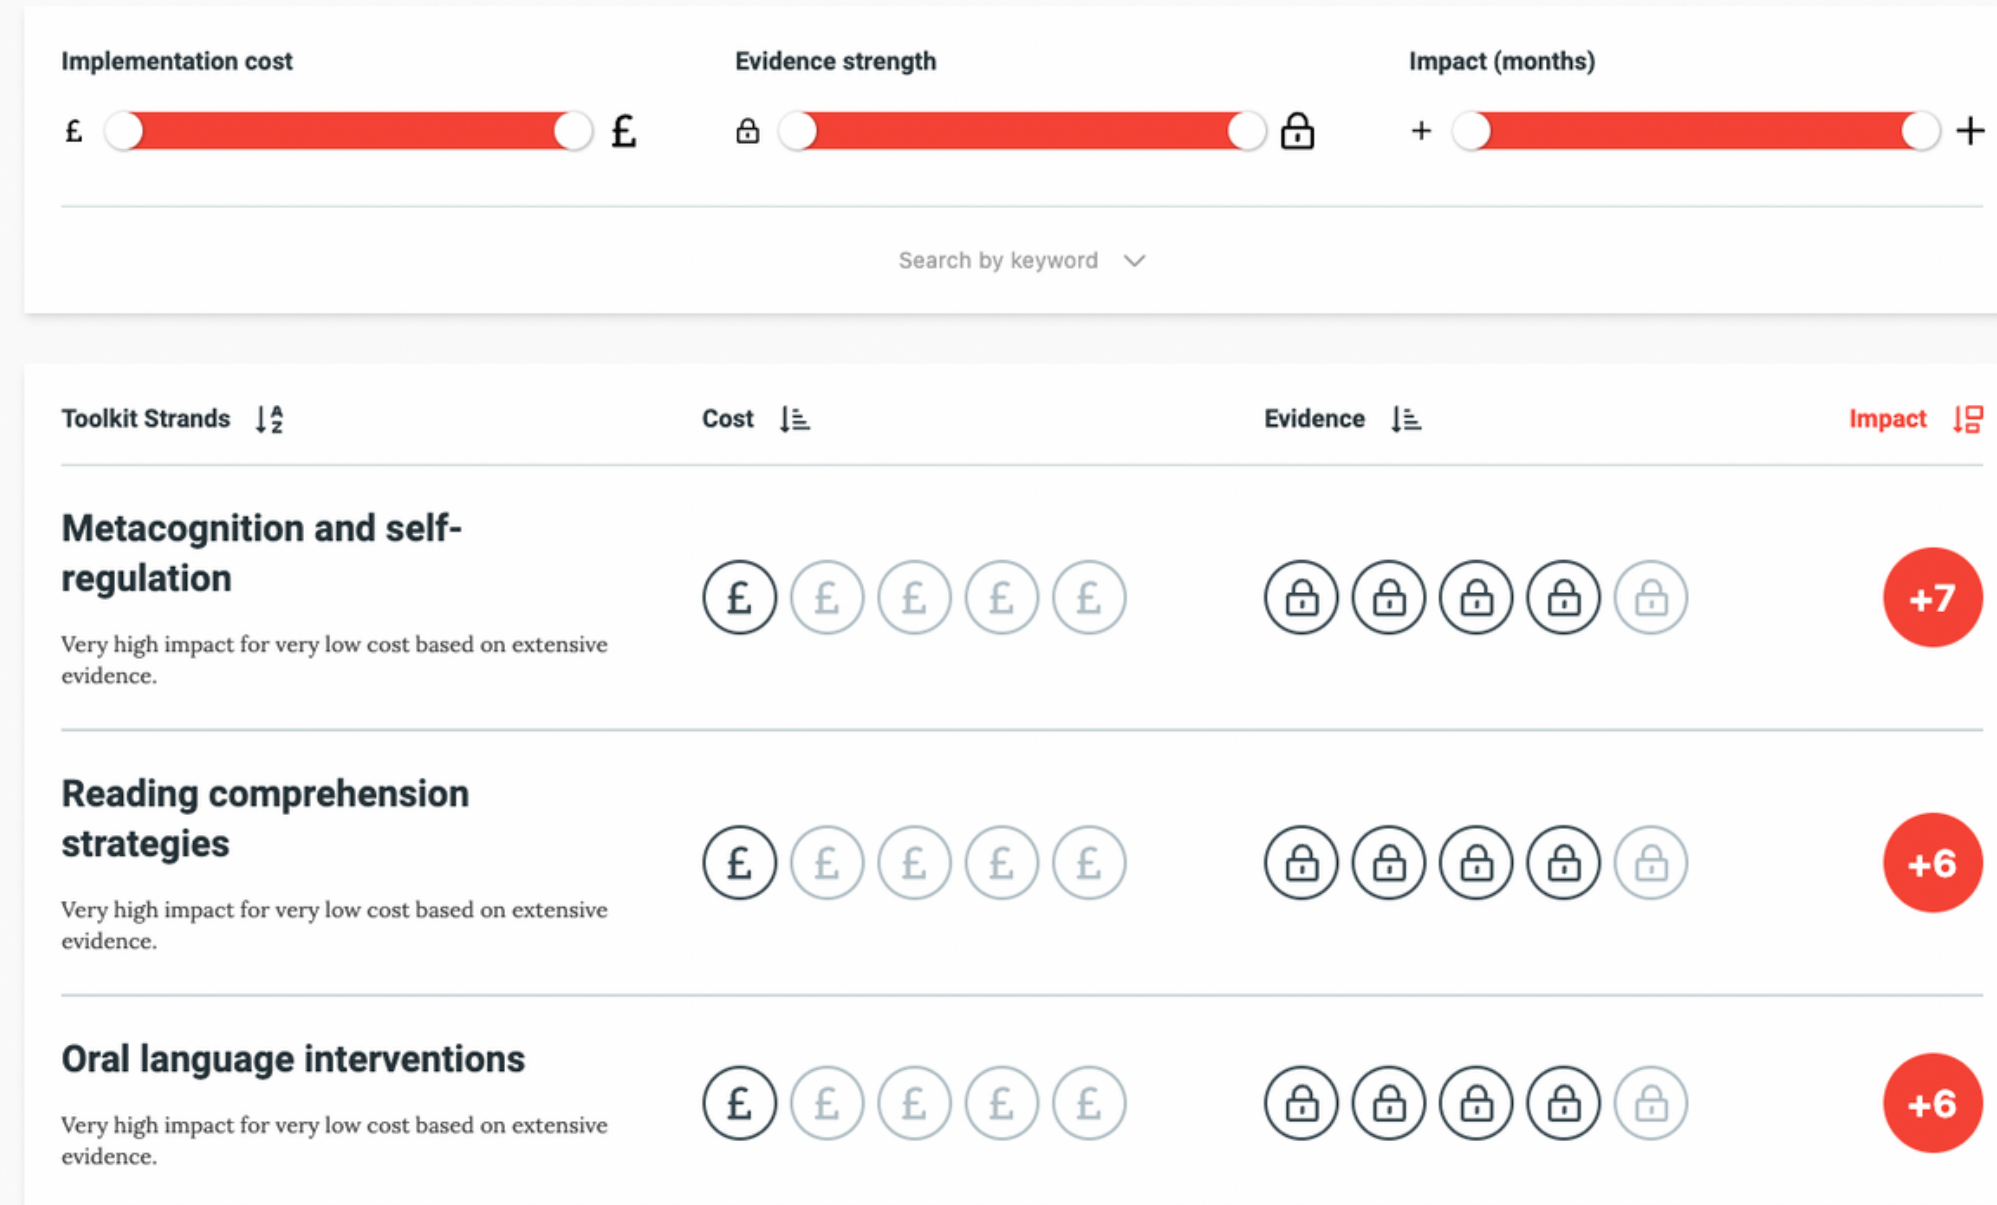 Implementation cost
Evidence strength
Impact (months)
£ £
+ +
Search by keyword
Toolkit Strands Cost Evidence Impact
Metacognition and self-
regulation
Very high impact for very low cost based on extensive
evidence.
£ £ £ £ £
+7
Reading comprehension
strategies
Very high impact for very low cost based on extensive
evidence.
£ £ £ £ £
+6
Oral language interventions
Very high impact for very low cost based on extensive
evidence.
£ £ £ £ £
+6